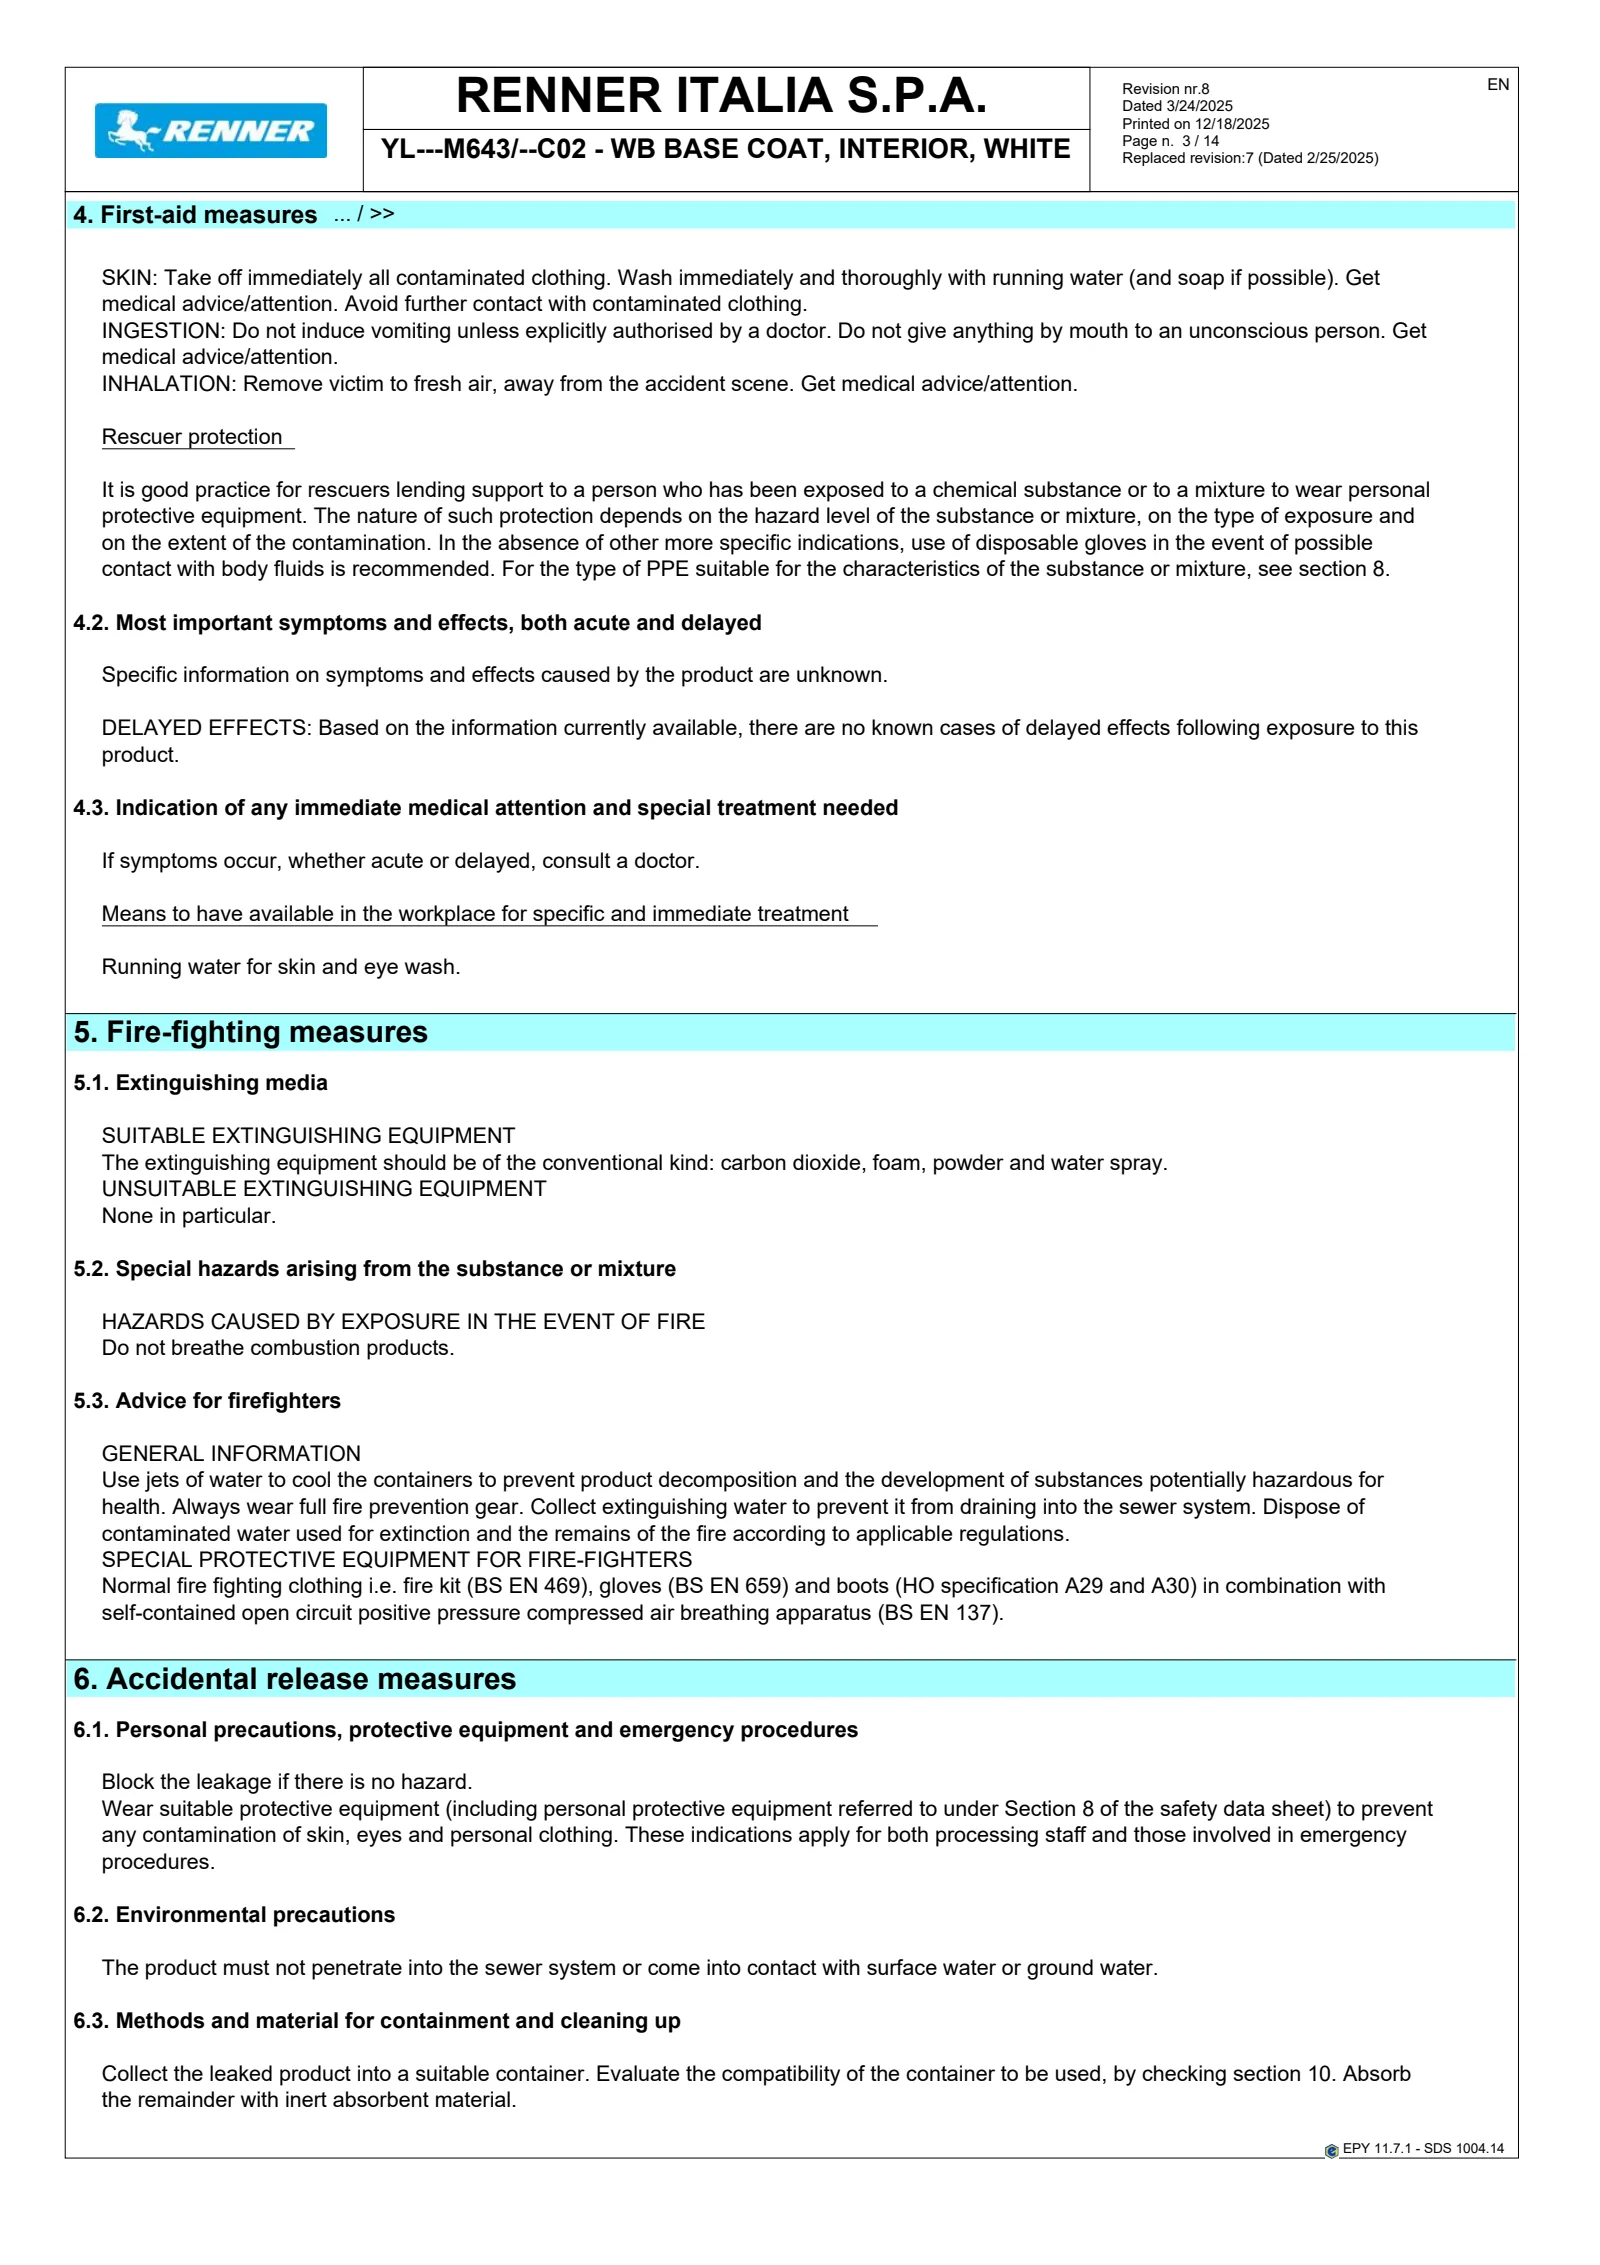 RENNER
RENNER ITALIA S.P.A.
YL---M643/--C02 - WB BASE COAT, INTERIOR, WHITE
Revision nr.8
Dated 3/24/2025
Printed on 12/18/2025
Page n. 3 / 14
Replaced revision:7 (Dated 2/25/2025)
EN
4. First-aid measures ... / >>
SKIN: Take off immediately all contaminated clothing. Wash immediately and thoroughly with running water (and soap if possible). Get
medical advice/attention. Avoid further contact with contaminated clothing.
INGESTION: Do not induce vomiting unless explicitly authorised by a doctor. Do not give anything by mouth to an unconscious person. Get
medical advice/attention.
INHALATION: Remove victim to fresh air, away from the accident scene. Get medical advice/attention.
Rescuer protection
It is good practice for rescuers lending support to a person who has been exposed to a chemical substance or to a mixture to wear personal
protective equipment. The nature of such protection depends on the hazard level of the substance or mixture, on the type of exposure and
on the extent of the contamination. In the absence of other more specific indications, use of disposable gloves in the event of possible
contact with body fluids is recommended. For the type of PPE suitable for the characteristics of the substance or mixture, see section 8.
4.2. Most important symptoms and effects, both acute and delayed
Specific information on symptoms and effects caused by the product are unknown.
DELAYED EFFECTS: Based on the information currently available, there are no known cases of delayed effects following exposure to this
product.
4.3. Indication of any immediate medical attention and special treatment needed
If symptoms occur, whether acute or delayed, consult a doctor.
Means to have available in the workplace for specific and immediate treatment
Running water for skin and eye wash.
5. Fire-fighting measures
5.1. Extinguishing media
SUITABLE EXTINGUISHING EQUIPMENT
The extinguishing equipment should be of the conventional kind: carbon dioxide, foam, powder and water spray.
UNSUITABLE EXTINGUISHING EQUIPMENT
None in particular.
5.2. Special hazards arising from the substance or mixture
HAZARDS CAUSED BY EXPOSURE IN THE EVENT OF FIRE
Do not breathe combustion products.
5.3. Advice for firefighters
GENERAL INFORMATION
Use jets of water to cool the containers to prevent product decomposition and the development of substances potentially hazardous for
health. Always wear full fire prevention gear. Collect extinguishing water to prevent it from draining into the sewer system. Dispose of
contaminated water used for extinction and the remains of the fire according to applicable regulations.
SPECIAL PROTECTIVE EQUIPMENT FOR FIRE-FIGHTERS
Normal fire fighting clothing i.e. fire kit (BS EN 469), gloves (BS EN 659) and boots (HO specification A29 and A30) in combination with
self-contained open circuit positive pressure compressed air breathing apparatus (BS EN 137).
6. Accidental release measures
6.1. Personal precautions, protective equipment and emergency procedures
Block the leakage if there is no hazard.
Wear suitable protective equipment (including personal protective equipment referred to under Section 8 of the safety data sheet) to prevent
any contamination of skin, eyes and personal clothing. These indications apply for both processing staff and those involved in emergency
procedures.
6.2. Environmental precautions
The product must not penetrate into the sewer system or come into contact with surface water or ground water.
6.3. Methods and material for containment and cleaning up
Collect the leaked product into a suitable container. Evaluate the compatibility of the container to be used, by checking section 10. Absorb
the remainder with inert absorbent material.
EPY 11.7.1 - SDS 1004.14